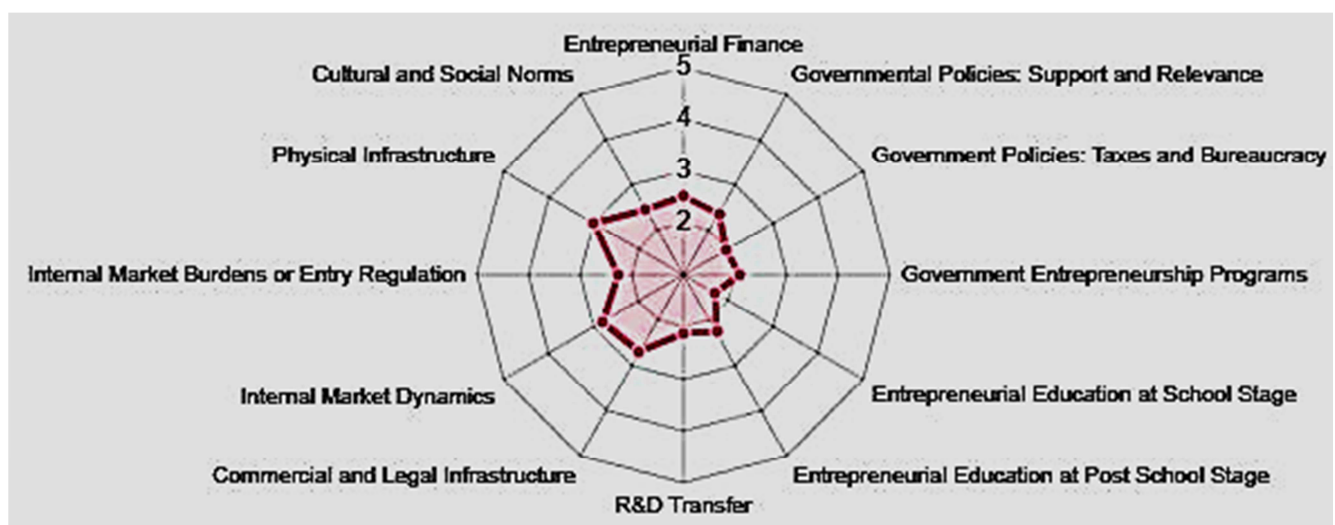 Entrepreneurial Finance
Cultural and Social Norms
5
Governmental Policies: Support and Relevance
4
Physical Infrastructure
3
Government Policies: Taxes and Bureaucracy
2
Internal Market Burdens or Entry Regulation
Government Entrepreneurship Programs
Internal Market Dynamics
Entrepreneurial Education at School Stage
Commercial and Legal Infrastructure
Entrepreneurial Education at Post School Stage
R&D Transfer